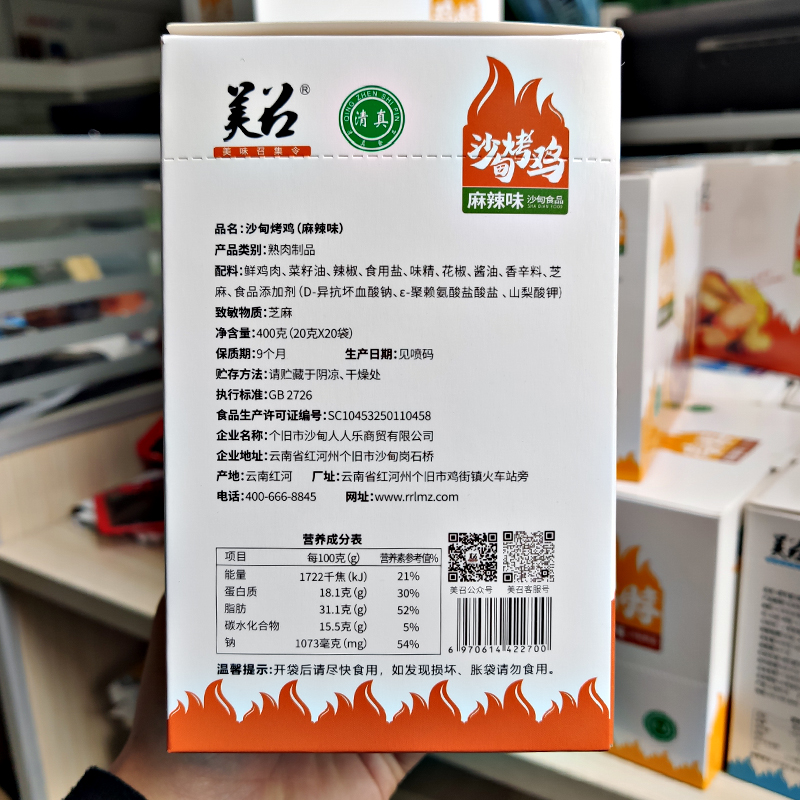 美召®
美味召集令
QING ZHEN SHI PIN
清真
沙甸烤鸡
麻辣味 沙甸食品
SHA DIAN FOOD
品名:沙甸烤鸡(麻辣味)
产品类别:熟肉制品
配料:鲜鸡肉、菜籽油、辣椒、食用盐、味精、花椒、酱油、香辛料、芝
麻、食品添加剂(D-异抗坏血酸钠、ε-聚赖氨酸盐酸盐、山梨酸钾)
致敏物质:芝麻
净含量:400克(20克X20袋)
保质期:9个月 生产日期:见喷码
贮存方法:请贮藏于阴凉、干燥处
执行标准:GB 2726
食品生产许可证编号:SC10453250110458
企业名称:个旧市沙甸人人乐商贸有限公司
企业地址:云南省红河州个旧市沙甸岗石桥
产地:云南红河 厂址:云南省红河州个旧市鸡街镇火车站旁
电话:400-666-8845 网址:www.rrlmz.com
营养成分表
项目 每100克(g) 营养素参考值%
能量 1722千焦(kJ) 21%
蛋白质 18.1克(g) 30%
脂肪 31.1克(g) 52%
碳水化合物 15.5克(g) 5%
钠 1073毫克(mg) 54%
美召公众号 美召客服号
6 970614 422700
温馨提示:开袋后请尽快食用，如发现损坏、胀袋请勿食用。